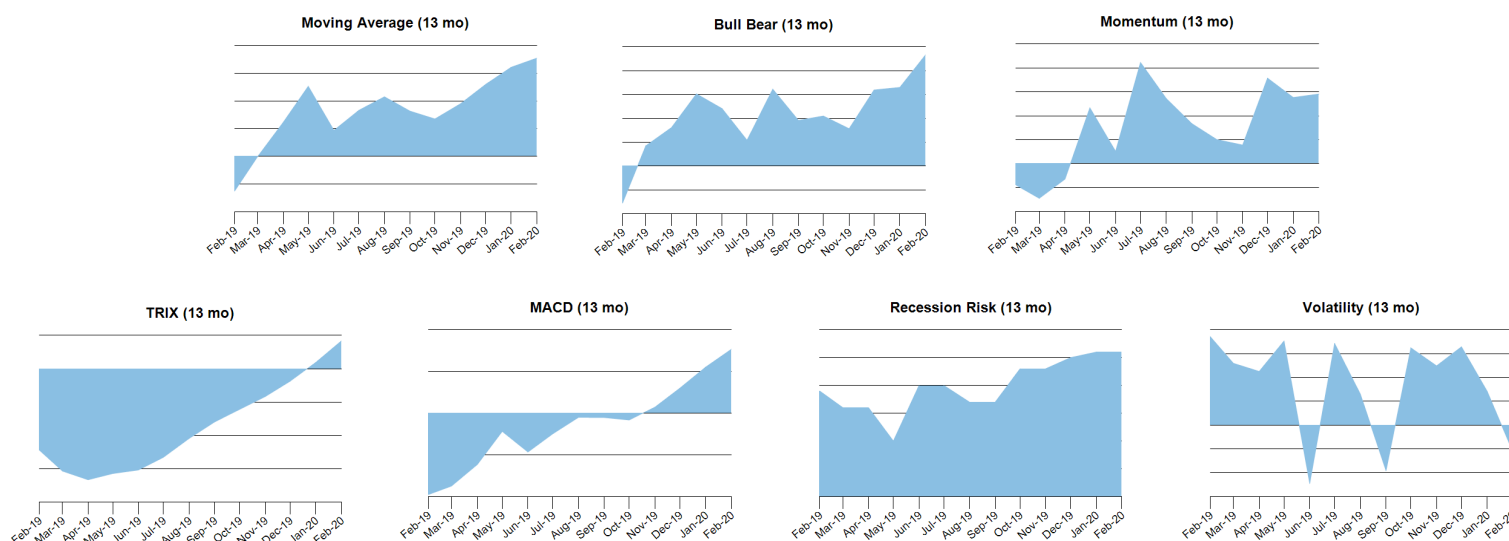 Moving Average (13 mo)
Feb-19 Mar-19 Apr-19 May-19 Jun-19 Jul-19 Aug-19 Sep-19 Oct-19 Nov-19 Dec-19 Jan-20 Feb-20
Bull Bear (13 mo)
Feb-19 Mar-19 Apr-19 May-19 Jun-19 Jul-19 Aug-19 Sep-19 Oct-19 Nov-19 Dec-19 Jan-20 Feb-20
Momentum (13 mo)
Feb-19 Mar-19 Apr-19 May-19 Jun-19 Jul-19 Aug-19 Sep-19 Oct-19 Nov-19 Dec-19 Jan-20 Feb-20
TRIX (13 mo)
Feb-19 Mar-19 Apr-19 May-19 Jun-19 Jul-19 Aug-19 Sep-19 Oct-19 Nov-19 Dec-19 Jan-20 Feb-20
MACD (13 mo)
Feb-19 Mar-19 Apr-19 May-19 Jun-19 Jul-19 Aug-19 Sep-19 Oct-19 Nov-19 Dec-19 Jan-20 Feb-20
Recession Risk (13 mo)
Feb-19 Mar-19 Apr-19 May-19 Jun-19 Jul-19 Aug-19 Sep-19 Oct-19 Nov-19 Dec-19 Jan-20 Feb-20
Volatility (13 mo)
Feb-19 Mar-19 Apr-19 May-19 Jun-19 Jul-19 Aug-19 Sep-19 Oct-19 Nov-19 Dec-19 Jan-20